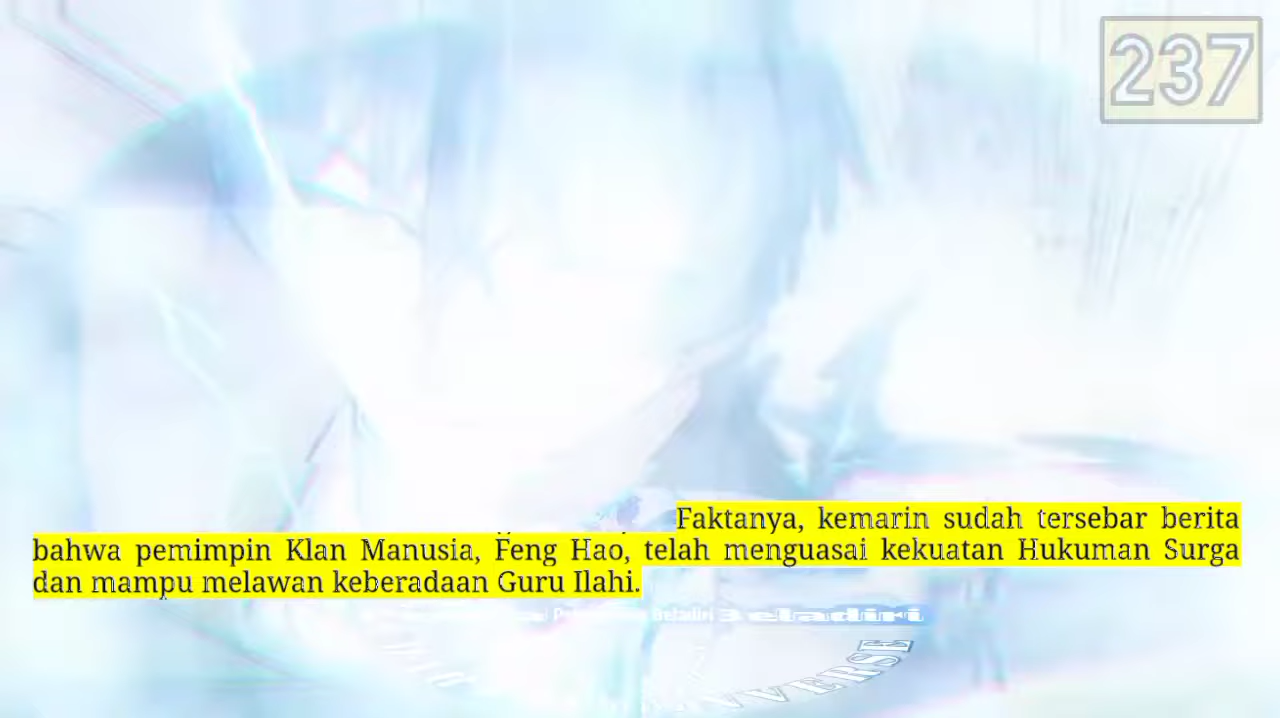 237
Faktanya, kemarin sudah tersebar berita
bahwa pemimpin Klan Manusia, Feng Hao, telah menguasai kekuatan Hukuman Surga
dan mampu melawan keberadaan Guru Ilahi.
Beladiri